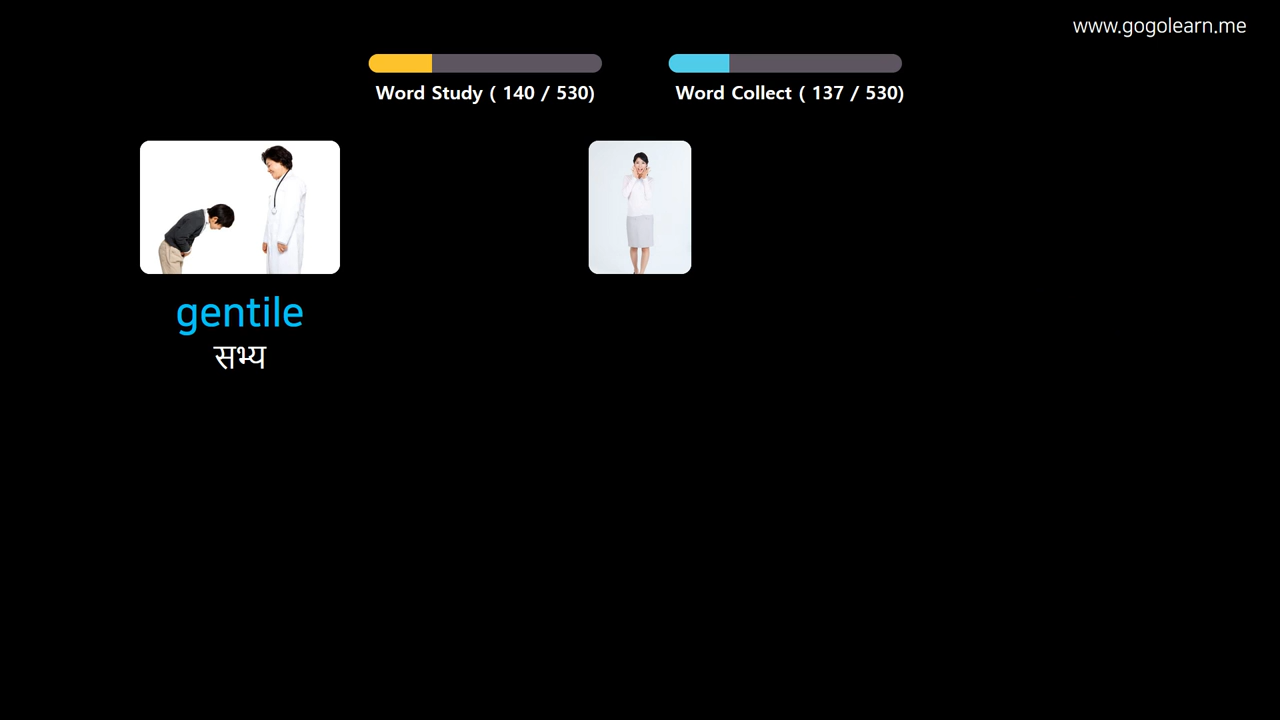 www.gogolearn.me
Word Study ( 140 / 530)
Word Collect ( 137 / 530)
gentile
सभ्य